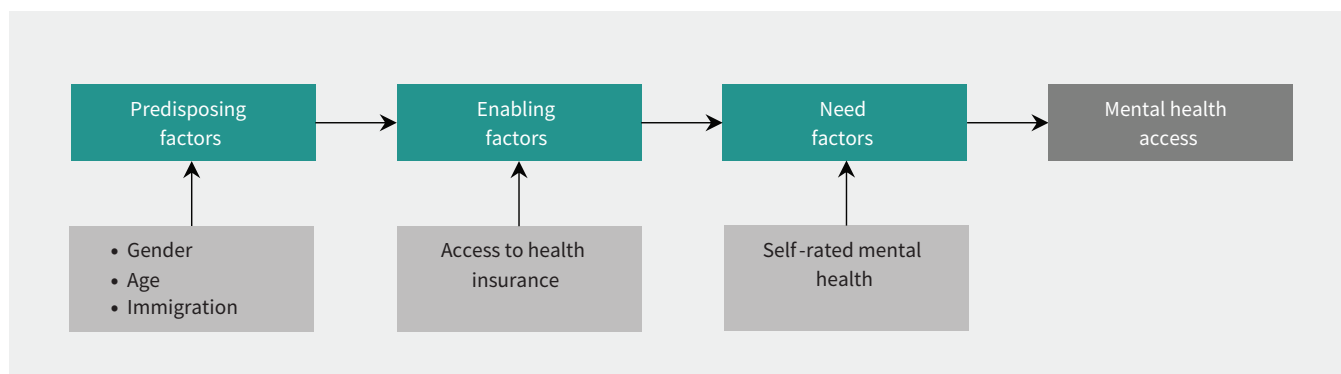 Predisposing
factors
Enabling
factors
Need
factors
Mental health
access
• Gender
• Age
• Immigration
Access to health
insurance
Self-rated mental
health